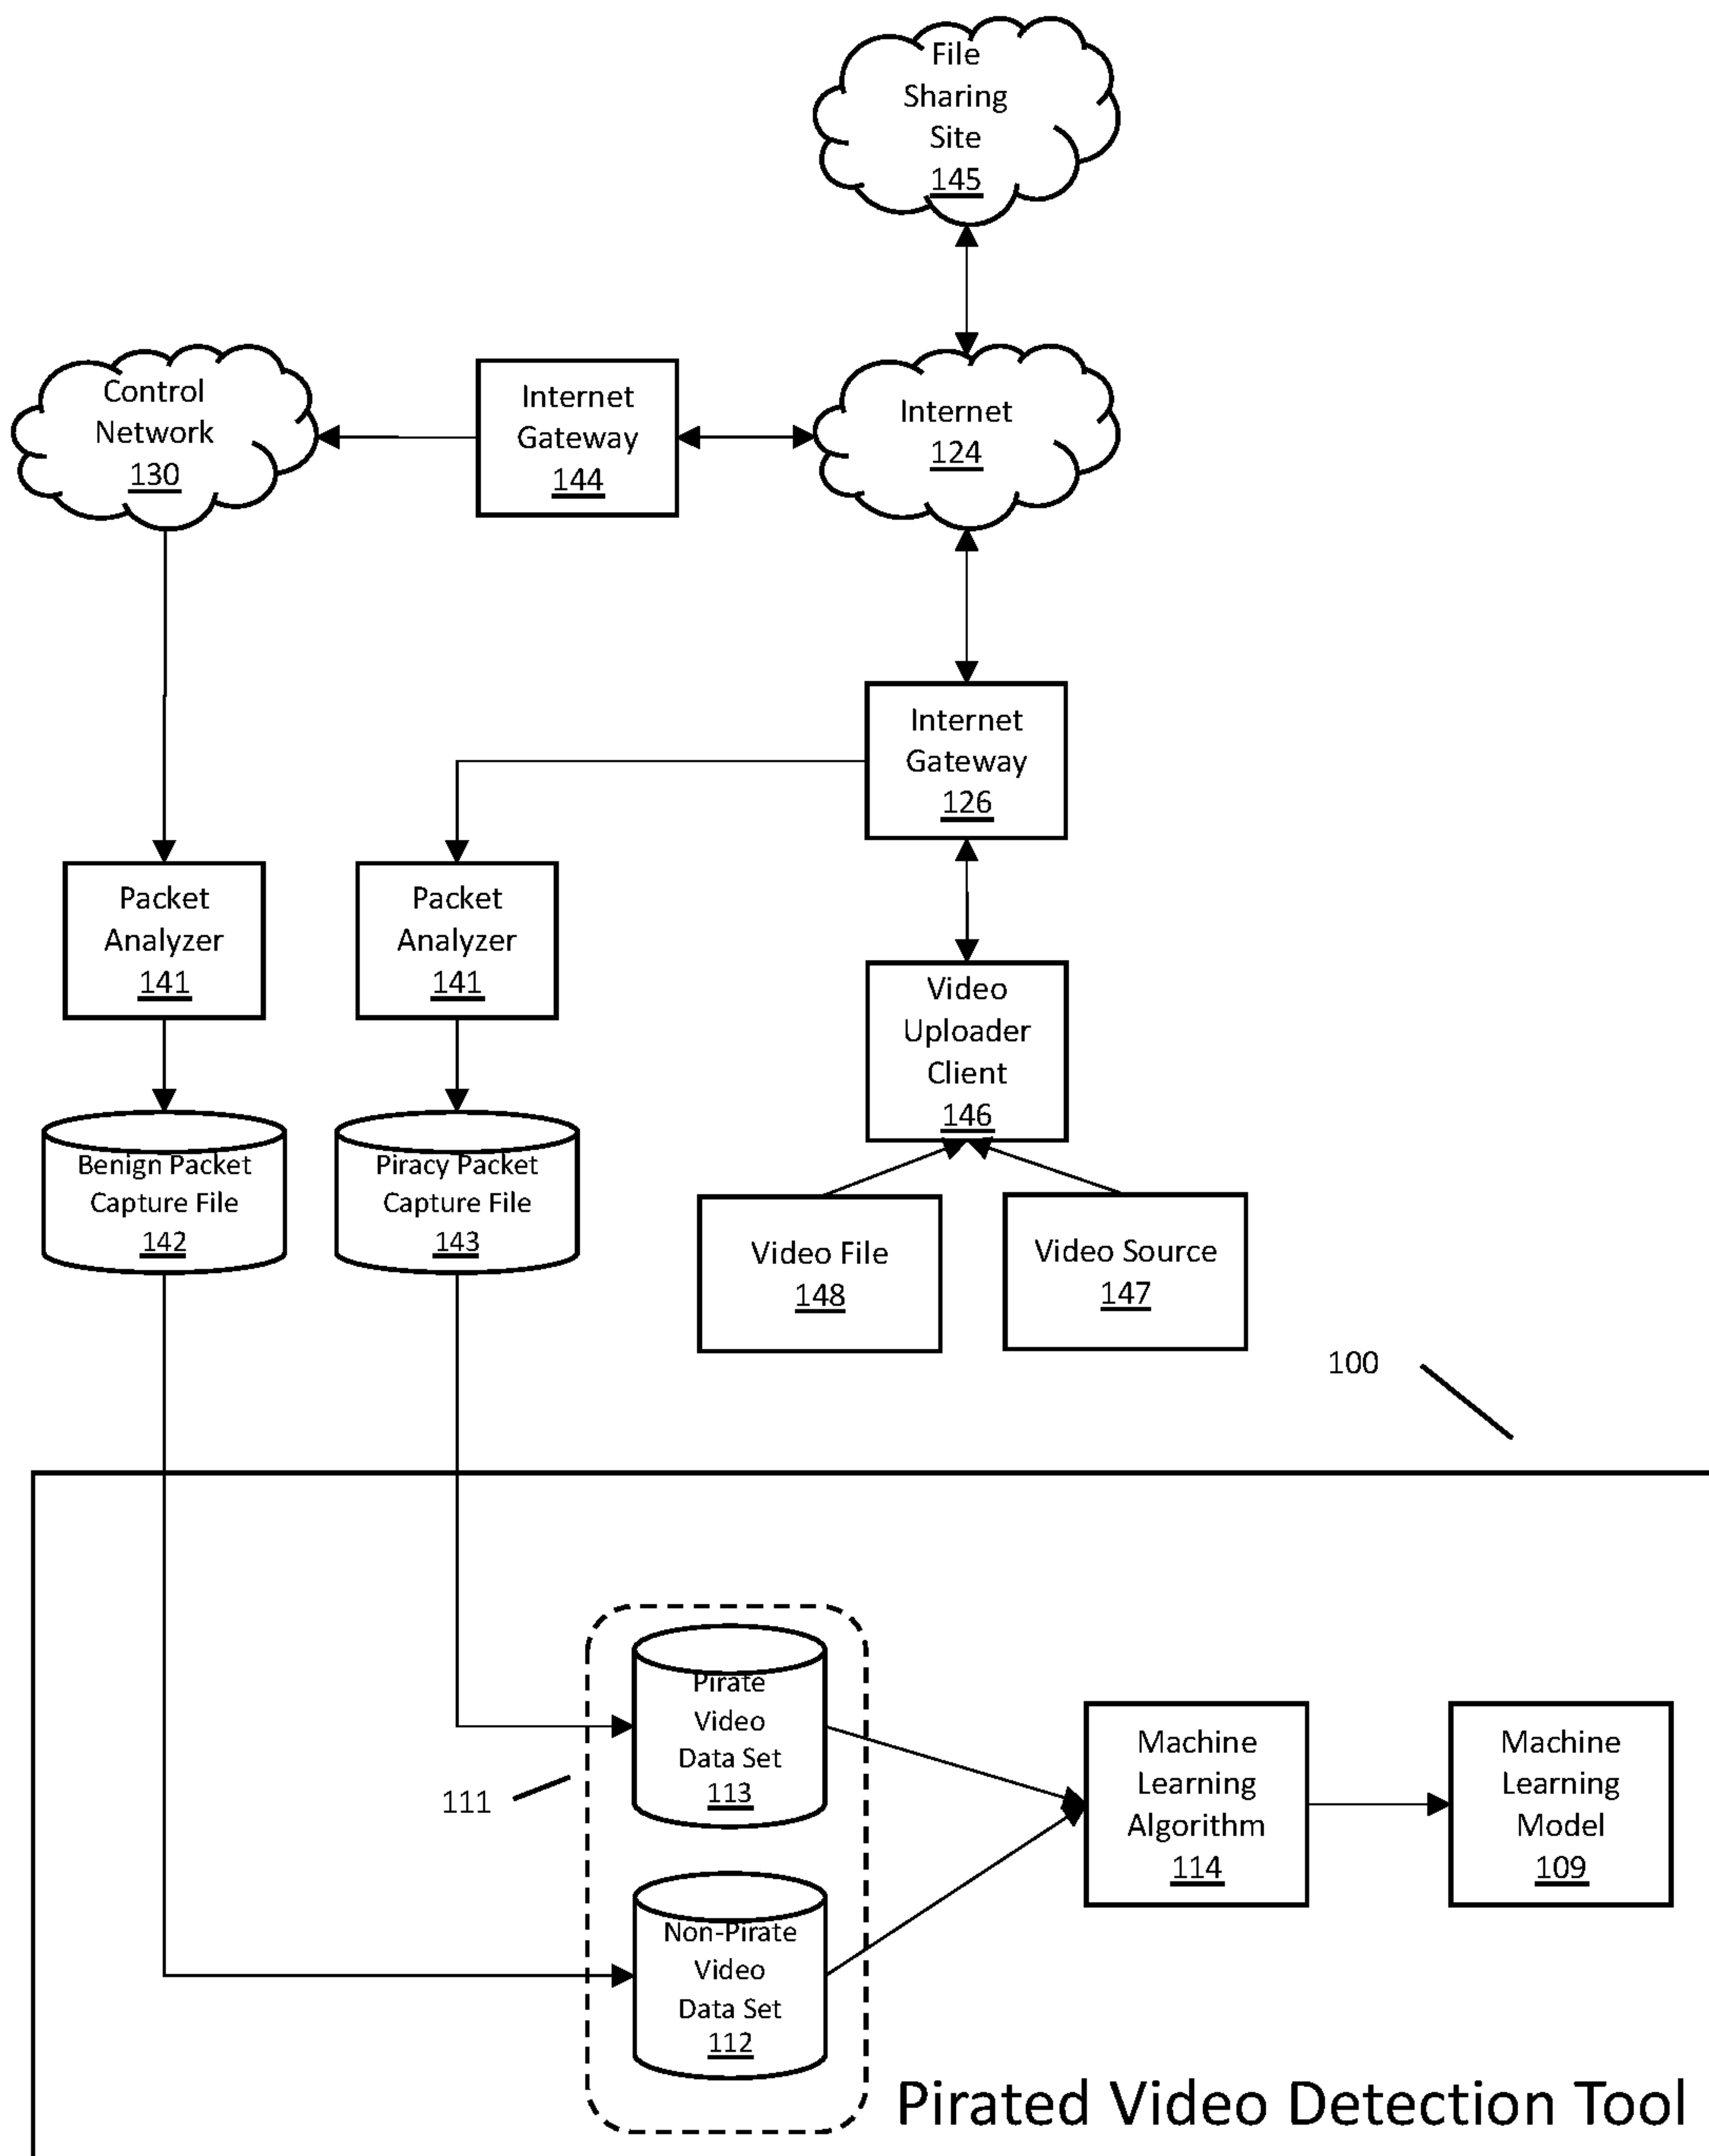 File
Sharing
Site
145
Control
Network
130
Internet
Gateway
144
Internet
124
Internet
Gateway
126
Packet
Analyzer
141
Packet
Analyzer
141
Video
Uploader
Client
146
Benign Packet
Capture File
142
Piracy Packet
Capture File
143
Video File
148
Video Source
147
100
Pirate
Video
Data Set
113
111
Machine
Learning
Algorithm
114
Machine
Learning
Model
109
Non-Pirate
Video
Data Set
112
Pirated Video Detection Tool